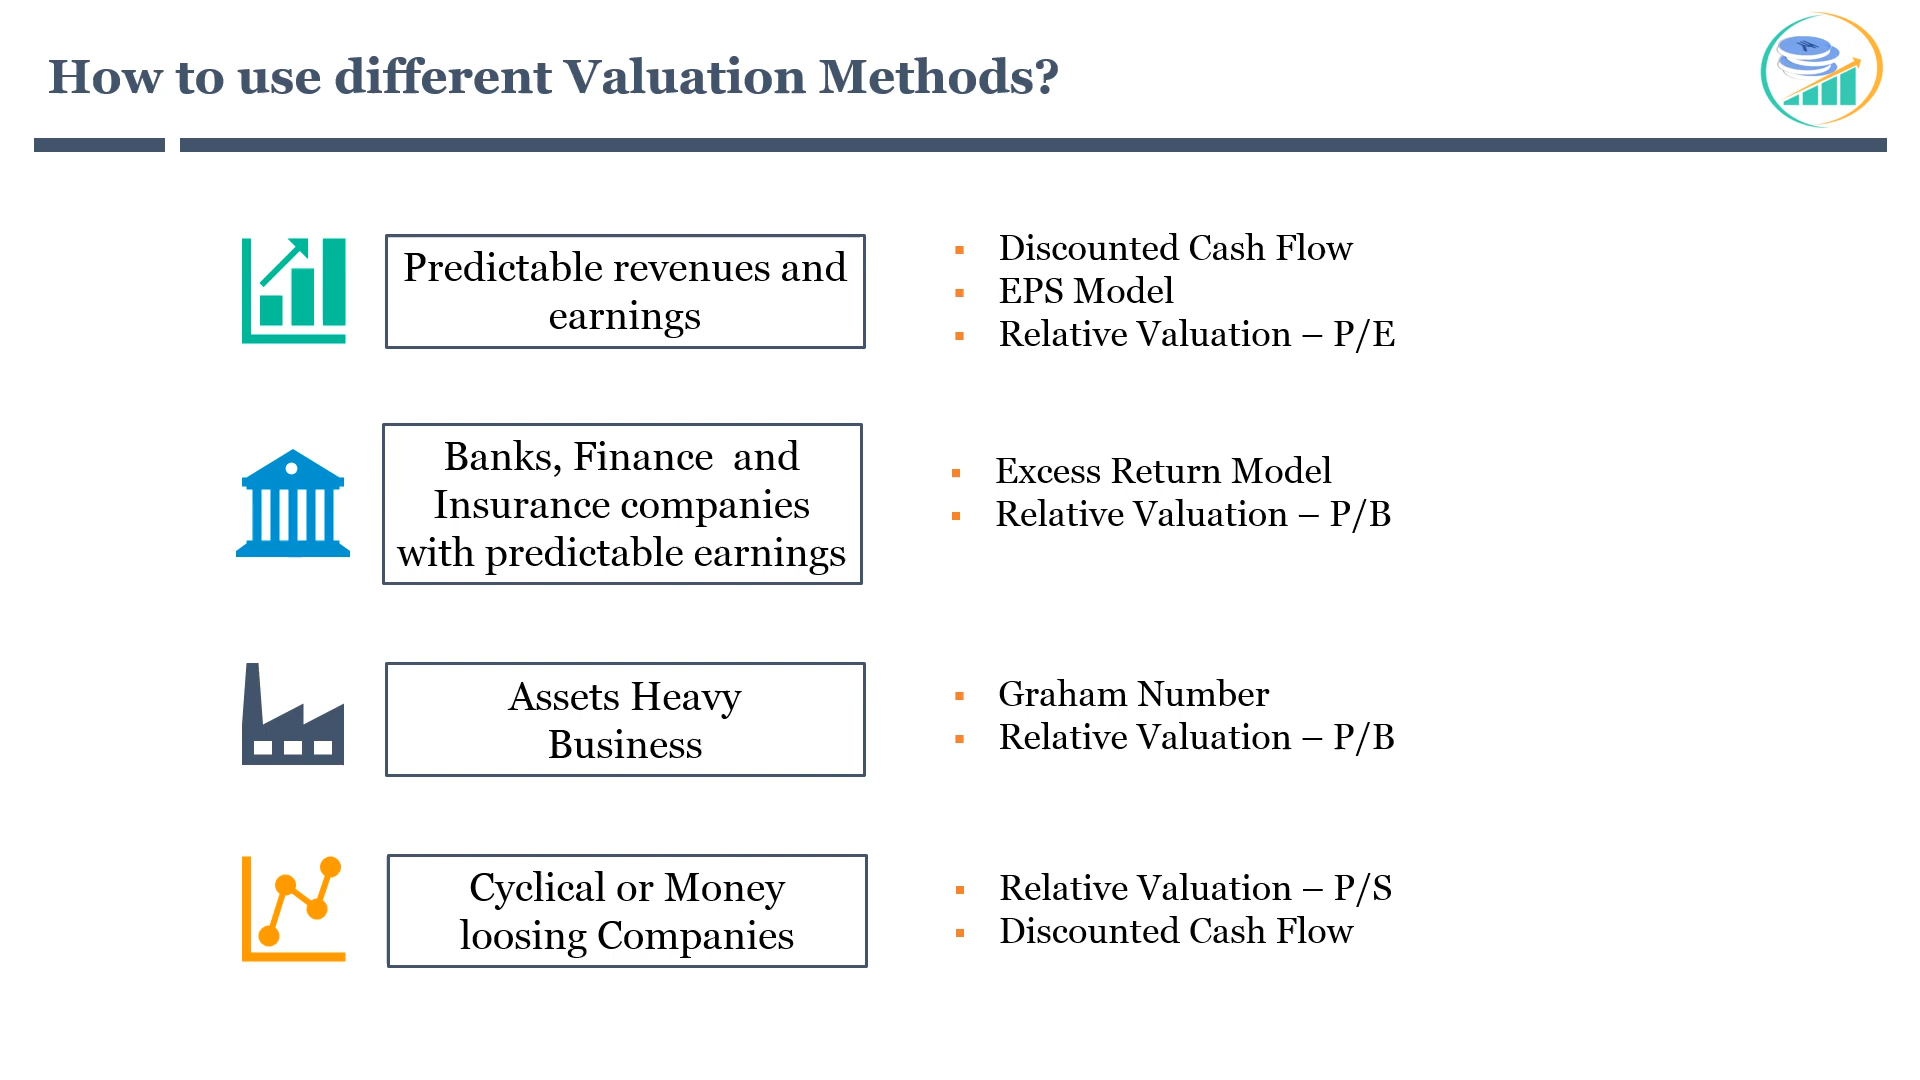 How to use different Valuation Methods?
Predictable revenues and
earnings
▪ Discounted Cash Flow
▪ EPS Model
▪ Relative Valuation – P/E
Banks, Finance  and
Insurance companies
with predictable earnings
▪ Excess Return Model
▪ Relative Valuation – P/B
Assets Heavy
Business
▪ Graham Number
▪ Relative Valuation – P/B
Cyclical or Money
loosing Companies
▪ Relative Valuation – P/S
▪ Discounted Cash Flow